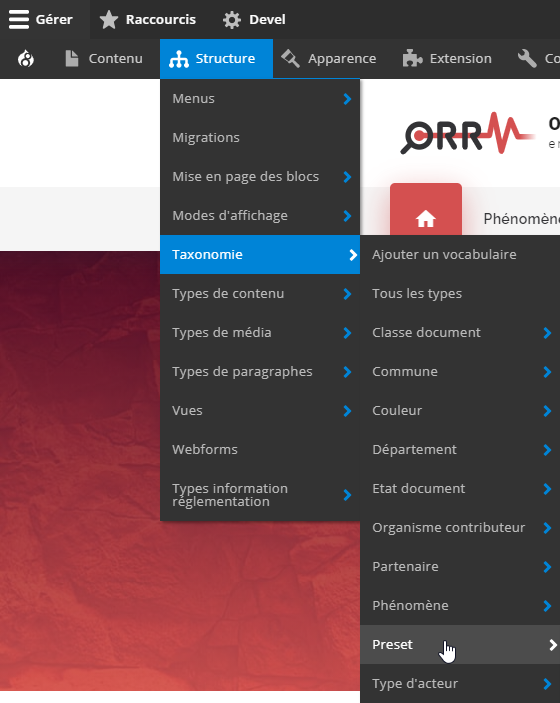 Gérer
Raccourcis
Devel
Contenu
Structure
Apparence
Extension
Co
Menus
Migrations
Mise en page des blocs
Modes d'affichage
Taxonomie
Types de contenu
Types de média
Types de paragraphes
Vues
Webforms
Types information
réglementation
ORR
Phénomèn
Ajouter un vocabulaire
Tous les types
Classe document
Commune
Couleur
Département
Etat document
Organisme contributeur
Partenaire
Phénomène
Preset
Type d'acteur